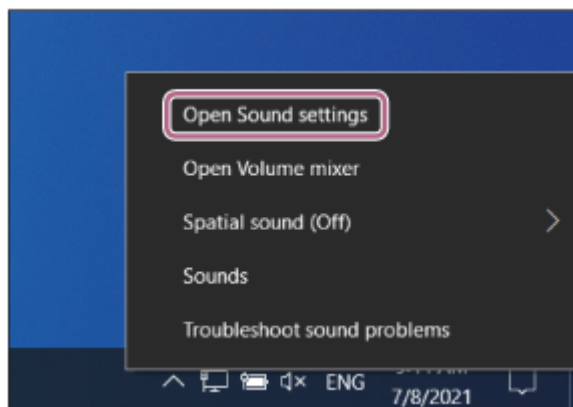 Open Sound settings
Open Volume mixer
Spatial sound (Off)
Sounds
Troubleshoot sound problems
ENG
7/8/2021